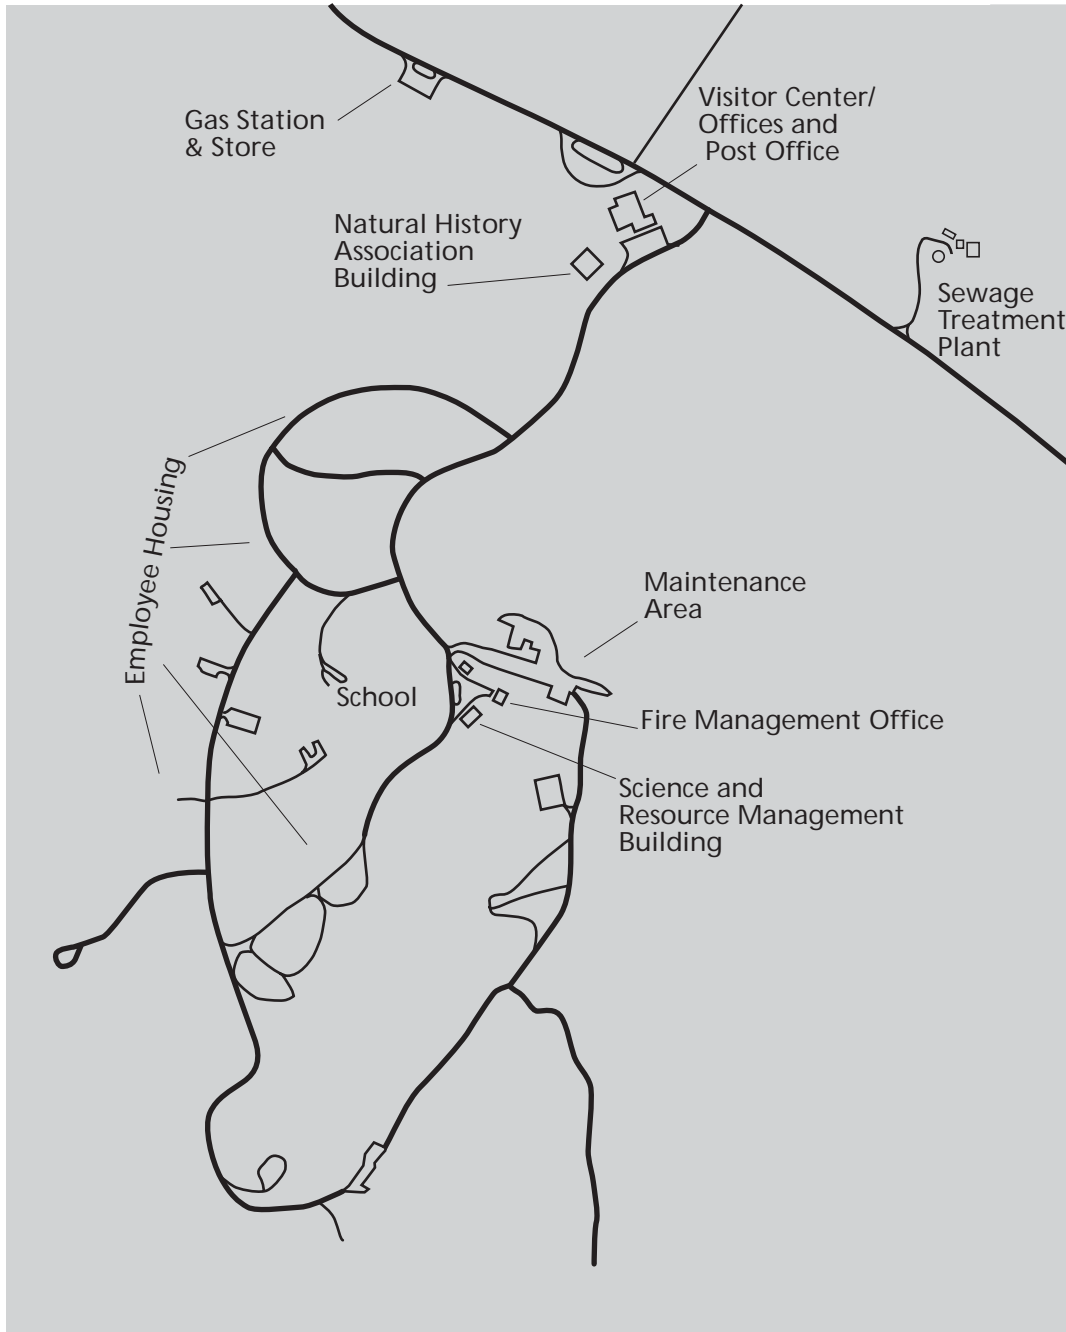 Gas Station
& Store
Visitor Center/
Offices and
Post Office
Natural History
Association
Building
Sewage
Treatment
Plant
Employee Housing
Maintenance
Area
School
Fire Management Office
Science and
Resource Management
Building